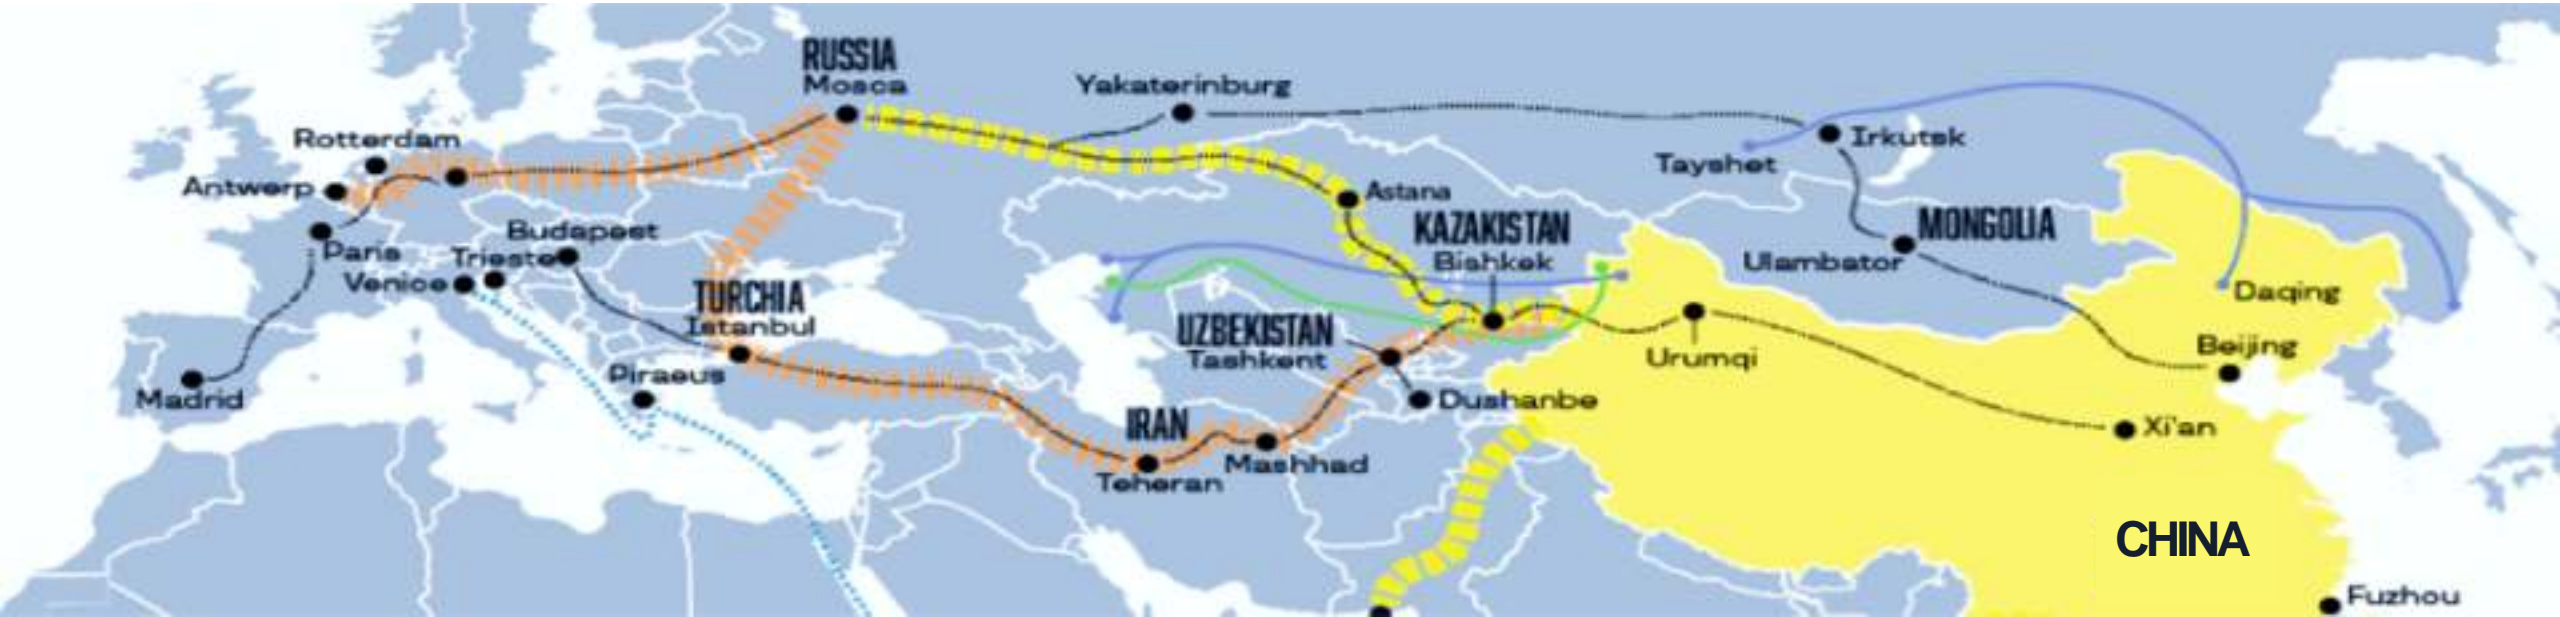 RUSSIA
Mosca
Yakaterinburg
Rotterdam
Irkutsk
Tayshet
Antwerp
Astana
KAZAKISTAN
Bishkek
MONGOLIA
Ulambator
Budapest
Paris
Trieste
Venice
Daqing
TURCHIA
Istanbul
UZBEKISTAN
Tashkent
Urumqi
Beijing
Piraeus
Madrid
Dushanbe
IRAN
Xi'an
Mashhad
Teheran
CHINA
Fuzhou